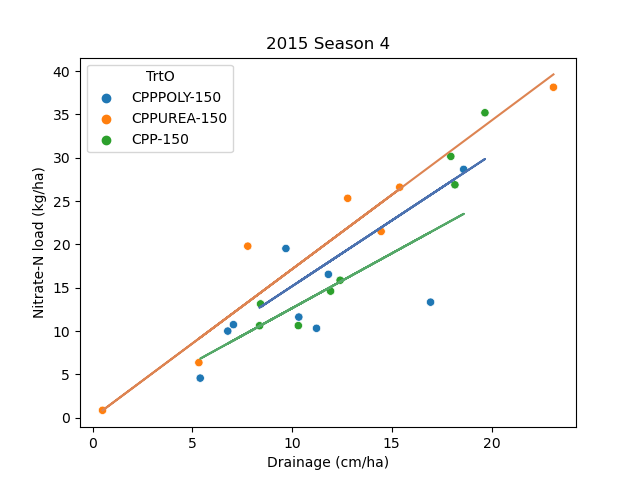 2015 Season 4
TrtO
CPPPOLY-150
CPPUREA-150
CPP-150
Nitrate-N load (kg/ha)
40
35
30
25
20
15
10
5
0
0 5 10 15 20
Drainage (cm/ha)